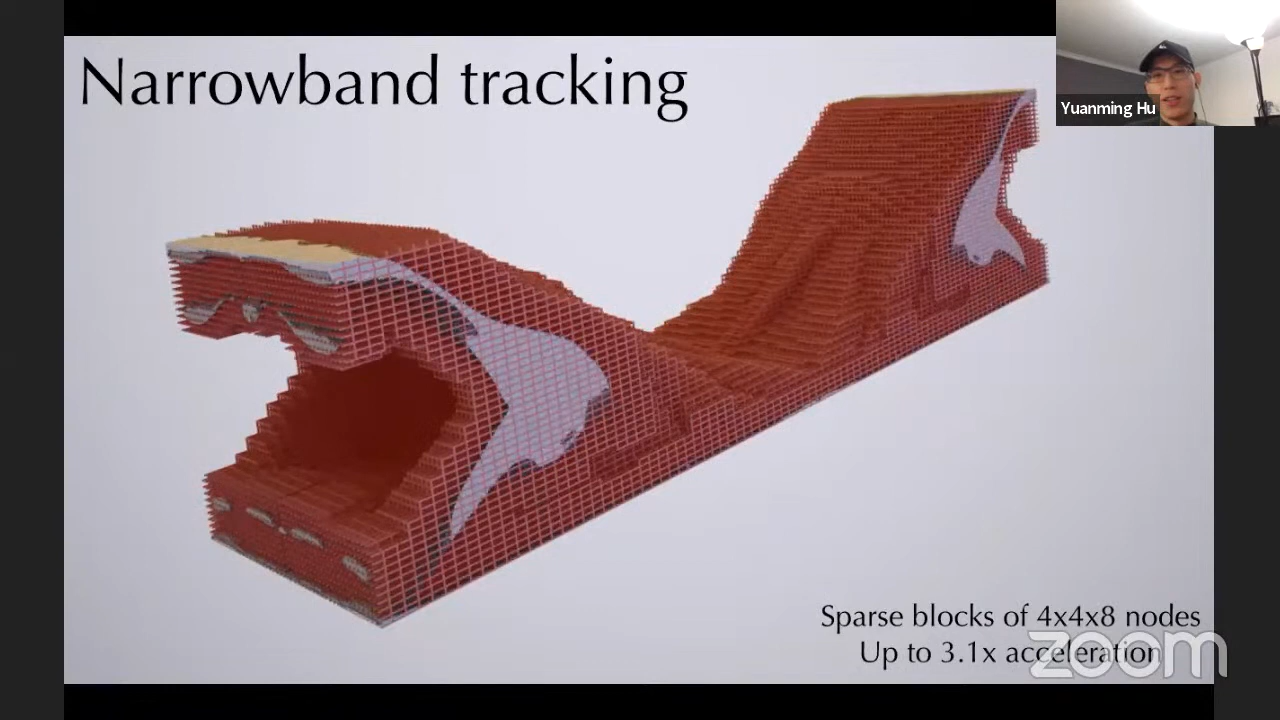 Narrowband tracking
Yuanming Hu
Sparse blocks of 4x4x8 nodes
Up to 3.1x acceleration
zoom